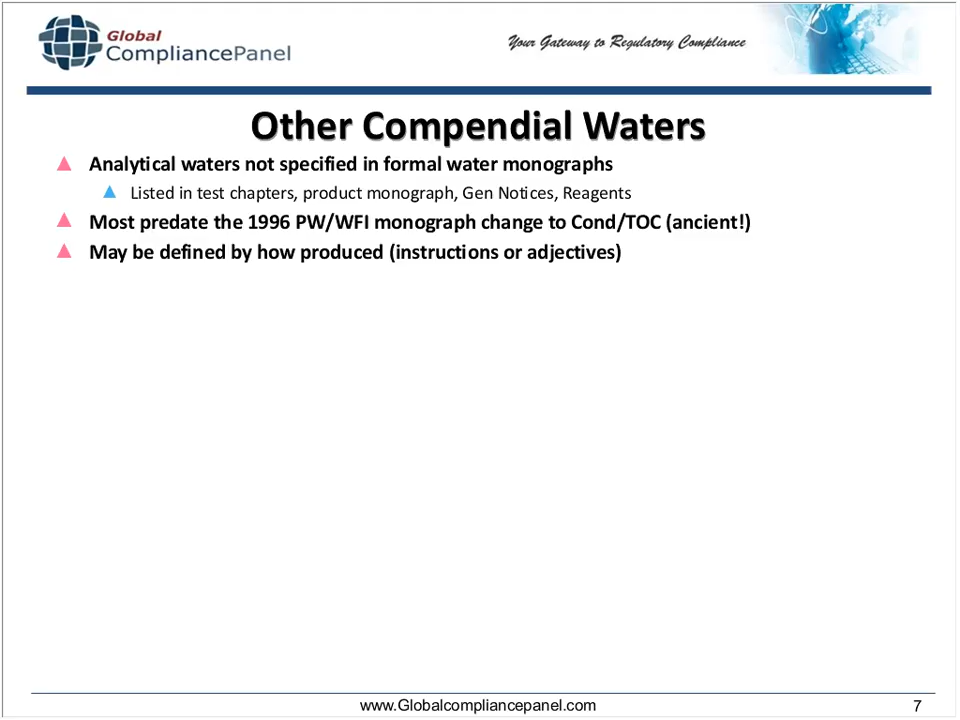 Global
CompliancePanel
Your Gateway to Regulatory Compliance
Other Compendial Waters
Analytical waters not specified in formal water monographs
Listed in test chapters, product monograph, Gen Notices, Reagents
Most predate the 1996 PW/WFI monograph change to Cond/TOC (ancient!)
May be defined by how produced (instructions or adjectives)
www.Globalcompliancepanel.com
7